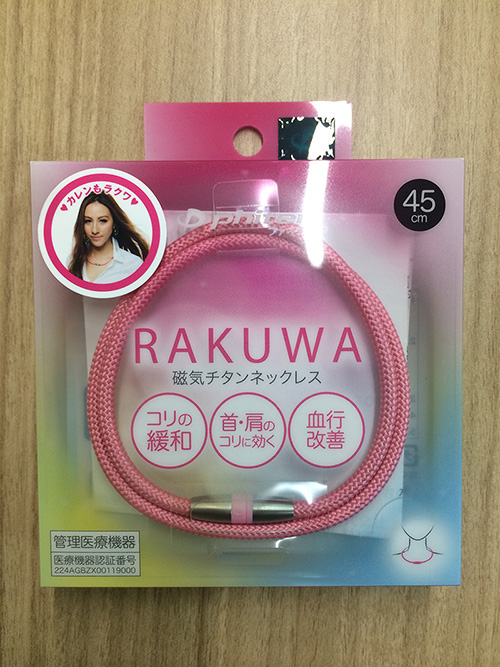 ♥カレンもラクワ♥
45
cm
phiten
RAKUWA
磁気チタンネックレス
コリの
緩和
首・肩の
コリに効く
血行
改善
管理医療機器
医療機器認証番号
224AGBZX00119000